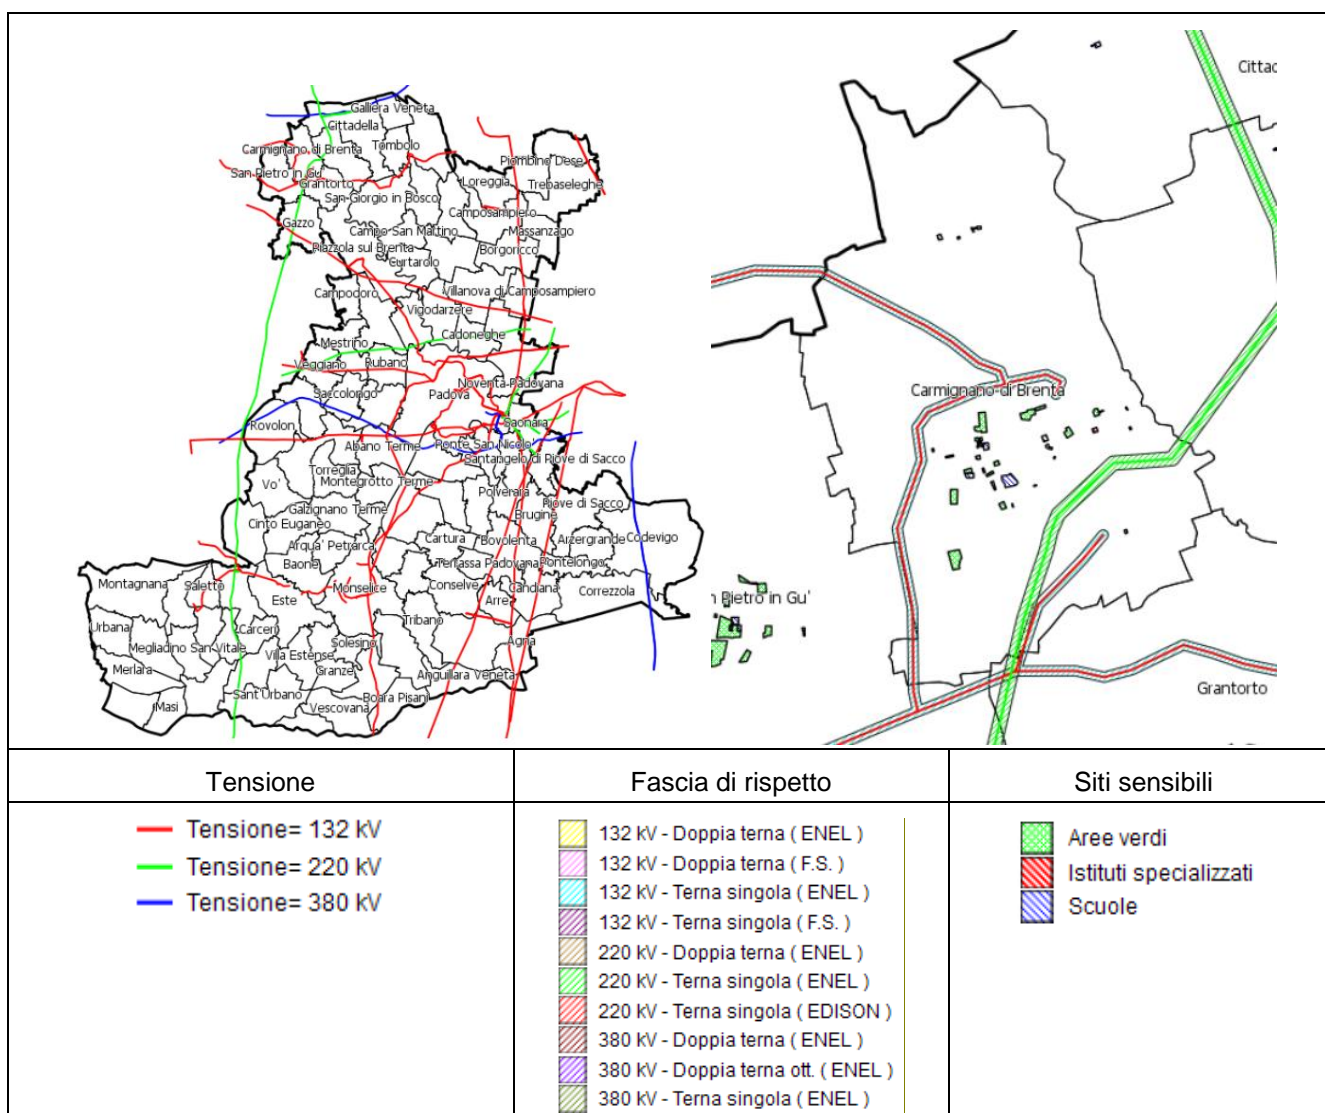 Galliera Veneta
Cittadella
Carmignano di Brenta
Tombolo
San Pietro in Gu'
Grantorto
Piombino Dese
Loreggia
Trebaseleghe
San Giorgio in Bosco
Camposampiero
Gazzo
Campo San Martino
Massanzago
Piazzola sul Brenta
Borgoricco
Curtarolo
Campodoro
Villanova di Camposampiero
Vigodarzere
Mestrino
Cadoneghe
Veggiano
Rubano
Saccolongo
Noventa Padovana
Padova
Rovolon
Saonara
Abano Terme
Ponte San Nicolo'
Santangelo di Piove di Sacco
Torreglia
Vo'
Montegrotto Terme
Polverara
Galzignano Terme
Piove di Sacco
Cinto Euganeo
Brugine
Cartura
Bovolenta
Arzergrande
Codevigo
Arqua' Petrarca
Baone
Terrassa Padovana
Pontelongo
Montagnana
Saletto
Monselice
Conselve
Candiana
Correzzola
Este
Arre
Urbana
Carceri
Tribano
Megliadino San Vitale
Solesino
Agna
Villa Estense
Merlara
Granze
Anguillara Veneta
Sant'Urbano
Boara Pisani
Masi
Vescovana
Cittad
Carmignano di Brenta
n Pietro in Gu'
Grantorto
Tensione
Fascia di rispetto
Siti sensibili
Tensione= 132 kV
Tensione= 220 kV
Tensione= 380 kV
132 kV - Doppia terna ( ENEL )
132 kV - Doppia terna ( F.S. )
132 kV - Terna singola ( ENEL )
132 kV - Terna singola ( F.S. )
220 kV - Doppia terna ( ENEL )
220 kV - Terna singola ( ENEL )
220 kV - Terna singola ( EDISON )
380 kV - Doppia terna ( ENEL )
380 kV - Doppia terna ott. ( ENEL )
380 kV - Terna singola ( ENEL )
Aree verdi
Istituti specializzati
Scuole